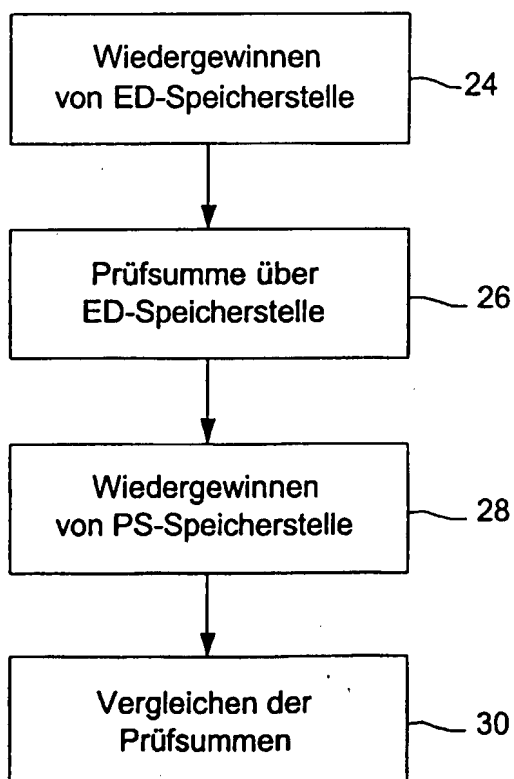 Wiedergewinnen
von ED-Speicherstelle
24
Prüfsumme über
ED-Speicherstelle
26
Wiedergewinnen
von PS-Speicherstelle
28
Vergleichen der
Prüfsummen
30